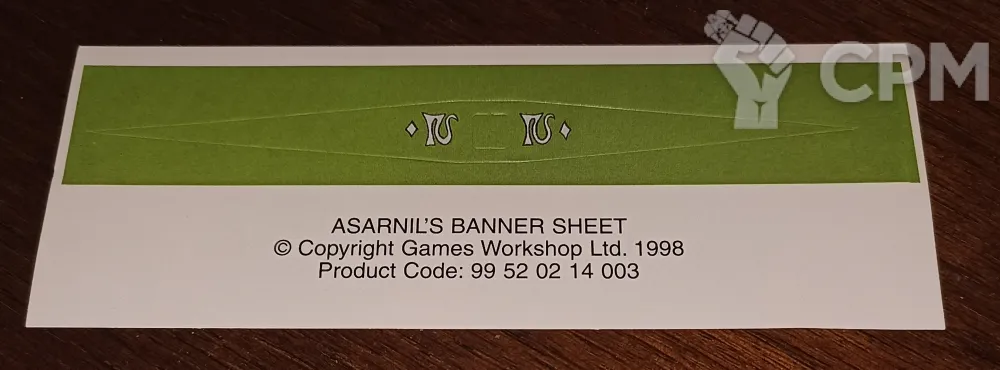 CPM
ASARNIL'S BANNER SHEET
© Copyright Games Workshop Ltd. 1998
Product Code: 99 52 02 14 003